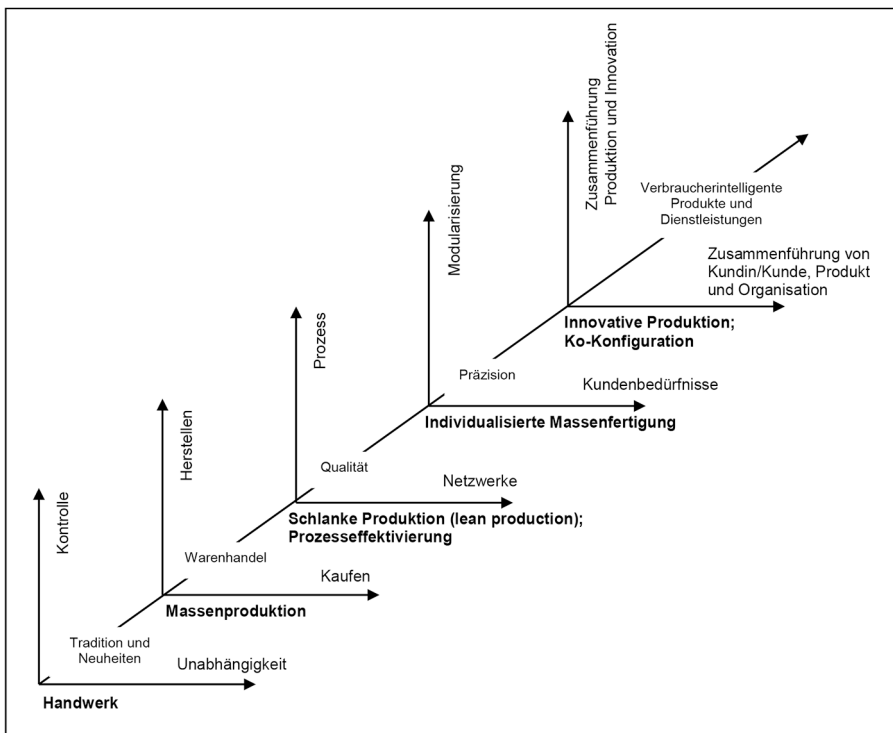 Zusammenführung
Produktion und Innovation
Verbraucherintelligente
Produkte und
Dienstleistungen
Modularisierung
Zusammenführung von
Kundin/Kunde, Produkt
und Organisation
Innovative Produktion;
Ko-Konfiguration
Prozess
Präzision
Kundenbedürfnisse
Individualisierte Massenfertigung
Herstellen
Qualität
Netzwerke
Schlanke Produktion (lean production);
Prozesseffektivierung
Kontrolle
Warenhandel
Kaufen
Massenproduktion
Tradition und
Neuheiten
Unabhängigkeit
Handwerk